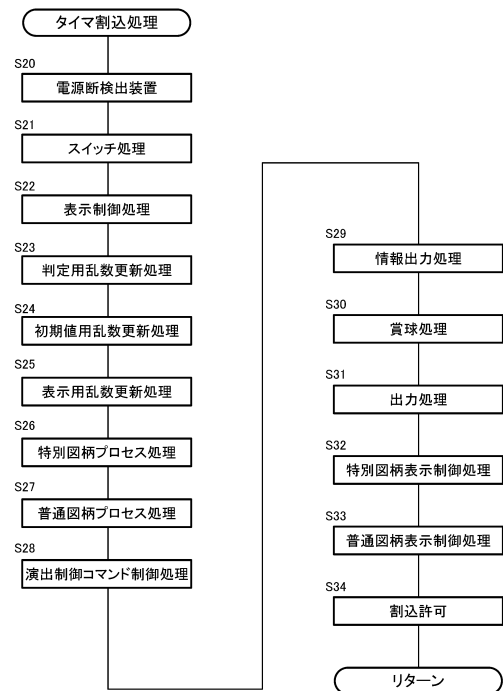 タイマ割込処理
S20
電源断検出装置
S21
スイッチ処理
S22
表示制御処理
S23
判定用乱数更新処理
S24
初期値用乱数更新処理
S25
表示用乱数更新処理
S26
特別図柄プロセス処理
S27
普通図柄プロセス処理
S28
演出制御コマンド制御処理
S29
情報出力処理
S30
賞球処理
S31
出力処理
S32
特別図柄表示制御処理
S33
普通図柄表示制御処理
S34
割込許可
リターン